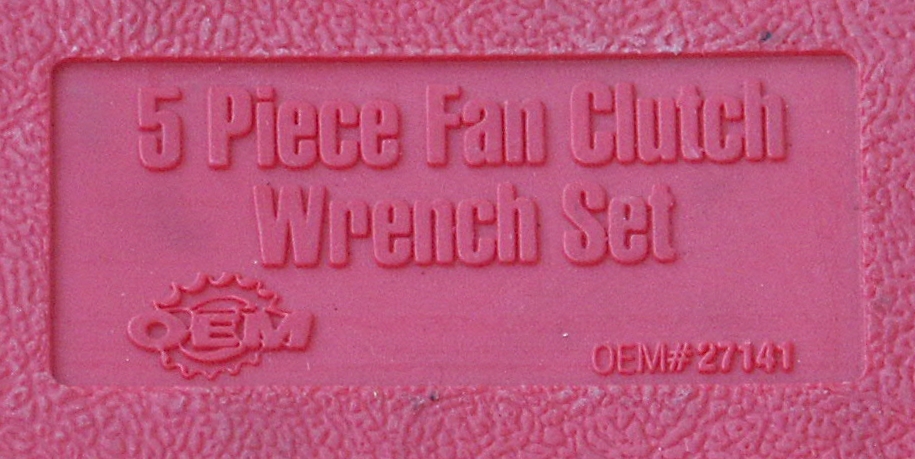 5 Piece Fan Clutch
Wrench Set
OEM
OEM# 27141